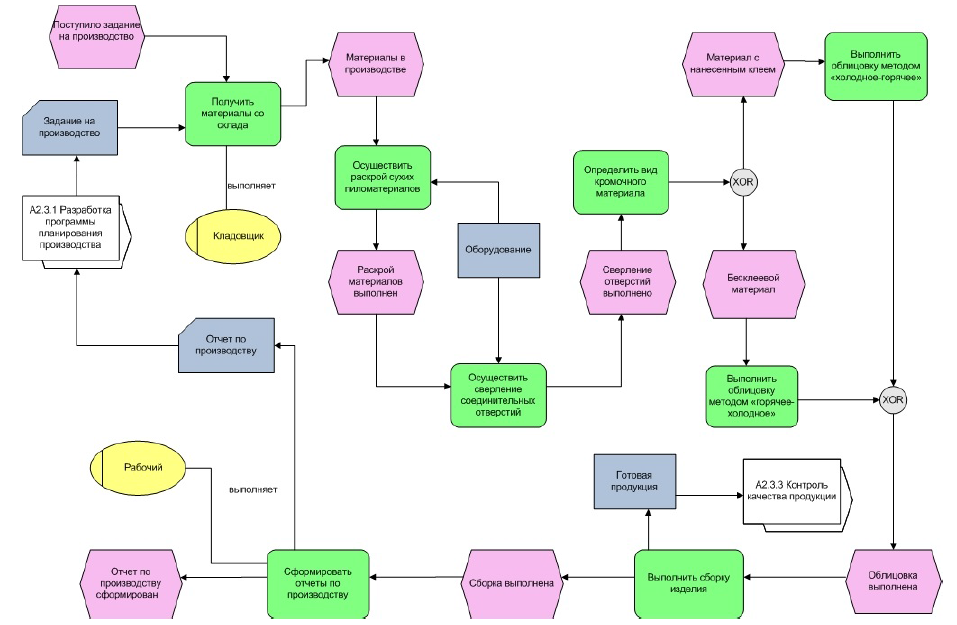 Поступило задание
на производство
Материалы в
производстве
Материал с
нанесенным клеем
Выполнить
облицовку методом
«холодное-горячее»
Получить
материалы со
склада
Задание на
производство
выполняет
Осуществить
раскрой сухих
пиломатериалов
Определить вид
кромочного
материала
XOR
А2.3.1 Разработка
программы
планирования
производства
Кладовщик
Оборудование
Раскрой
материалов
выполнен
Сверление
отверстий
выполнено
Бесклеевой
материал
Отчет по
производству
Осуществить
сверление
соединительных
отверстий
Выполнить
облицовку
методом «горячее-
холодное»
XOR
Рабочий
выполняет
Готовая
продукция
А2.3.3 Контроль
качества продукции
Отчет по
производству
сформирован
Сформировать
отчеты по
производству
Сборка выполнена
Выполнить сборку
изделия
Облицовка
выполнена